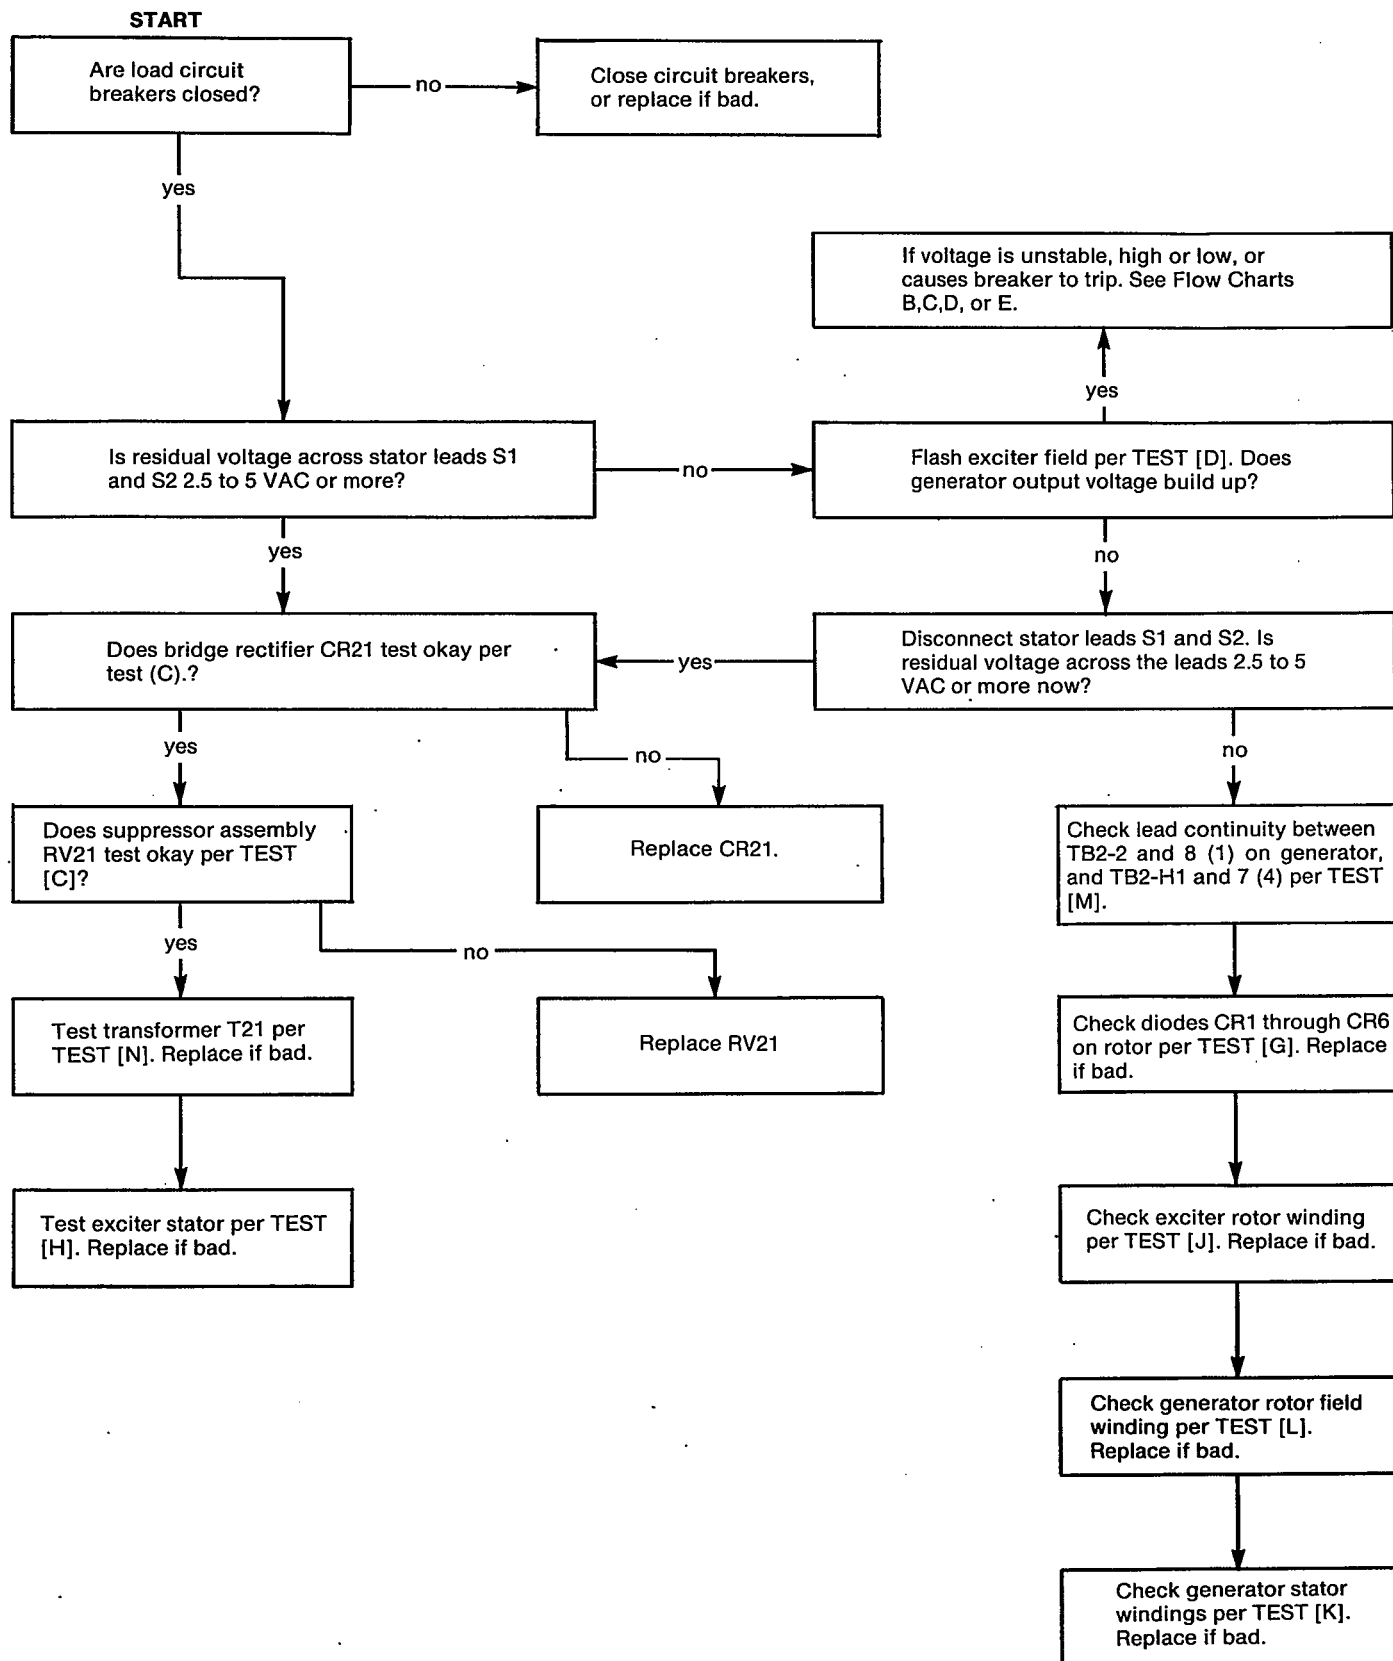 START
Are load circuit
breakers closed?
no
Close circuit breakers,
or replace if bad.
yes
If voltage is unstable, high or low, or
causes breaker to trip. See Flow Charts
B,C,D, or E.
yes
Is residual voltage across stator leads S1
and S2 2.5 to 5 VAC or more?
no
Flash exciter field per TEST [D]. Does
generator output voltage build up?
yes
no
Does bridge rectifier CR21 test okay per
test (C).?
yes
Disconnect stator leads S1 and S2. Is
residual voltage across the leads 2.5 to 5
VAC or more now?
yes
no
no
Does suppressor assembly
RV21 test okay per TEST
[C]?
Replace CR21.
Check lead continuity between
TB2-2 and 8 (1) on generator,
and TB2-H1 and 7 (4) per TEST
[M].
yes
no
Test transformer T21 per
TEST [N]. Replace if bad.
Replace RV21
Check diodes CR1 through CR6
on rotor per TEST [G]. Replace
if bad.
Test exciter stator per TEST
[H]. Replace if bad.
Check exciter rotor winding
per TEST [J]. Replace if bad.
Check generator rotor field
winding per TEST [L].
Replace if bad.
Check generator stator
windings per TEST [K].
Replace if bad.